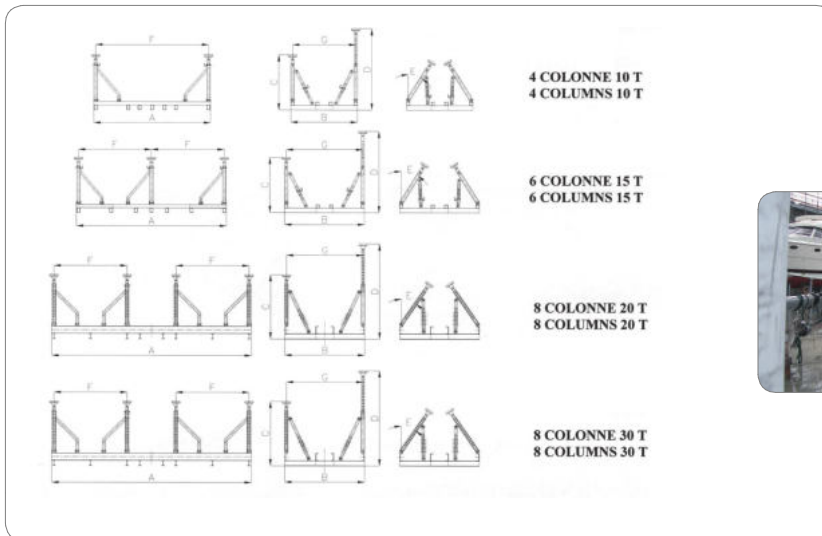 F
G
C
D
E
A
B
4 COLONNE 10 T
4 COLUMNS 10 T
F
F
G
C
D
E
A
B
6 COLONNE 15 T
6 COLUMNS 15 T
F
F
G
C
D
E
A
B
8 COLONNE 20 T
8 COLUMNS 20 T
F
F
G
C
D
E
A
B
8 COLONNE 30 T
8 COLUMNS 30 T